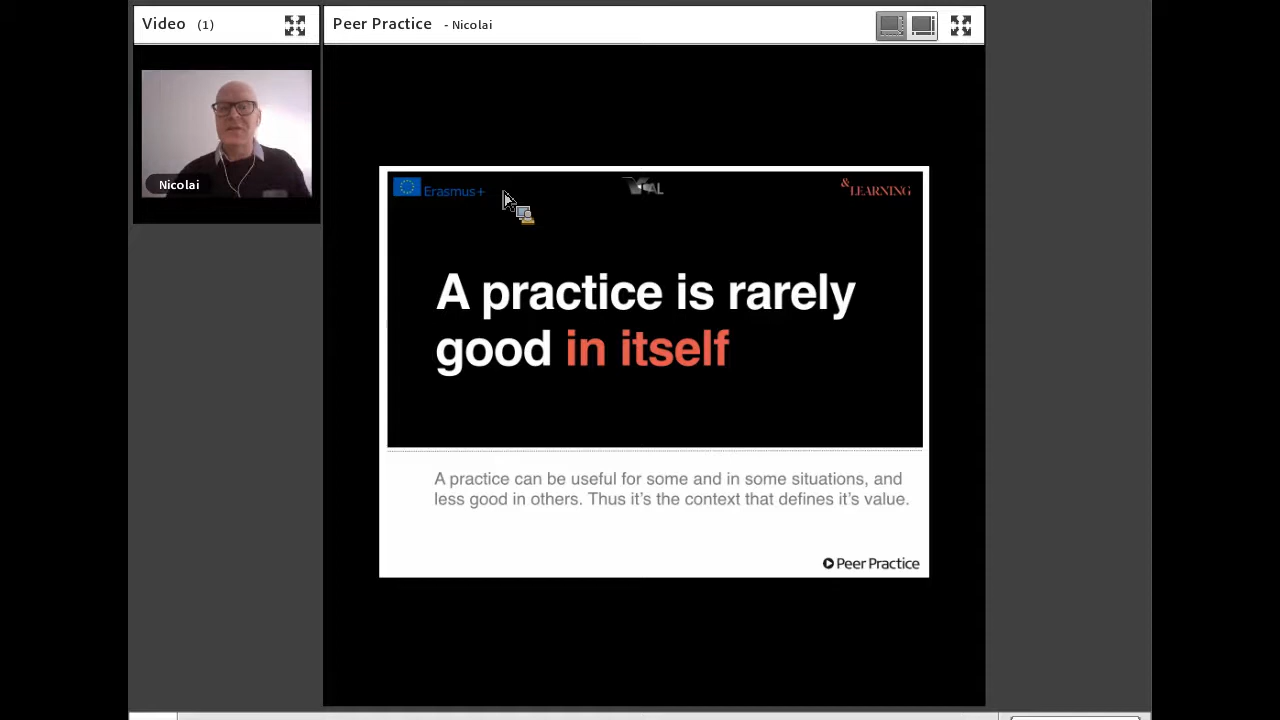 Video (1)
Peer Practice - Nicolai
Nicolai
Erasmus+
&LEARNING
A practice is rarely
good in itself
A practice can be useful for some and in some situations, and
less good in others. Thus it's the context that defines it's value.
Peer Practice